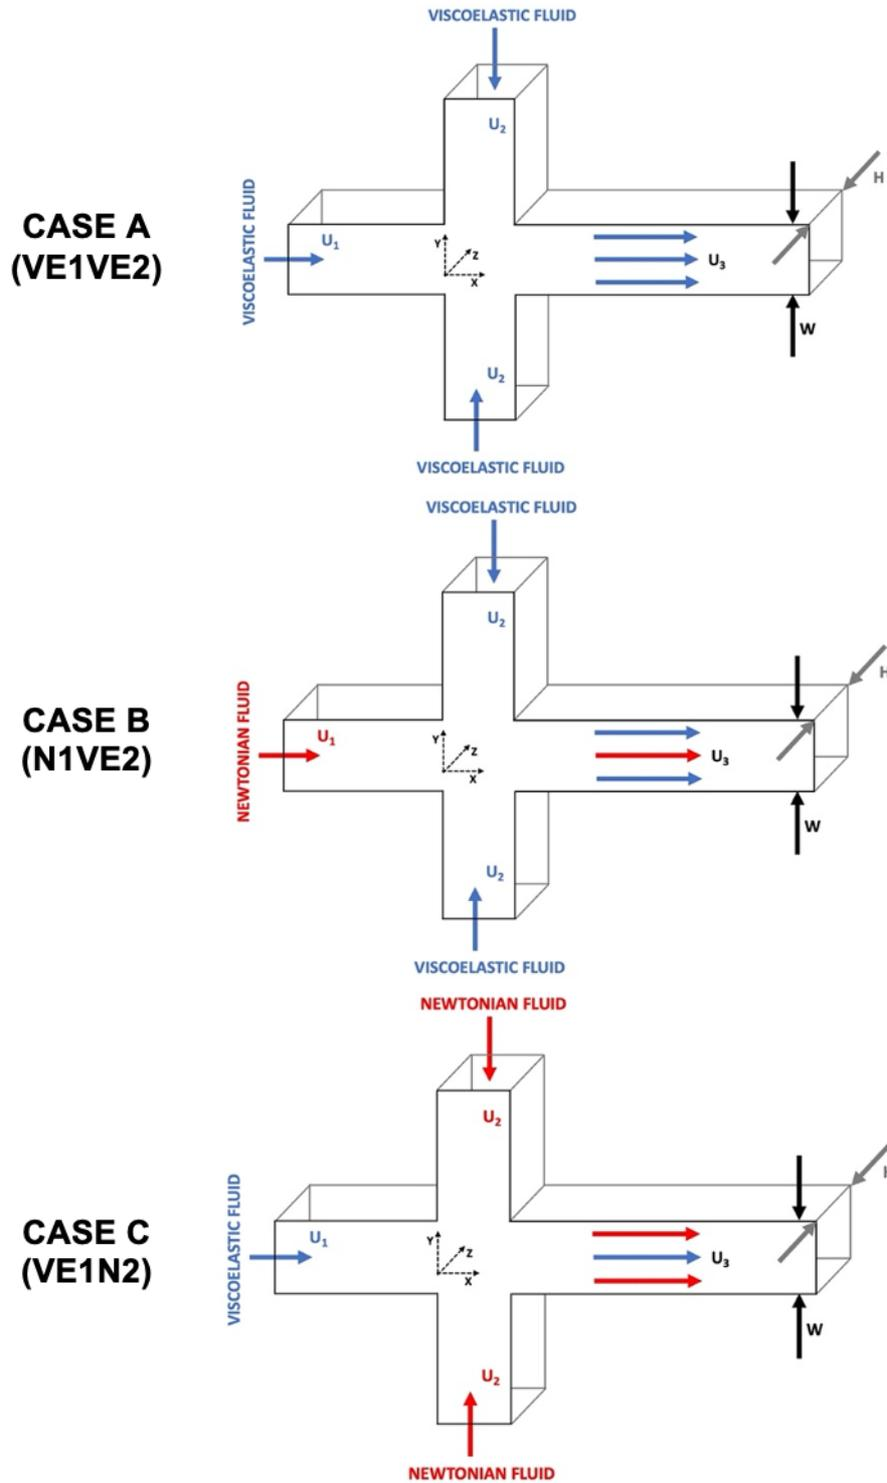 VISCOELASTIC FLUID
U2
CASE A
(VE1VE2)
VISCOELASTIC FLUID
U1
Y
Z
X
U3
H
W
U2
VISCOELASTIC FLUID
VISCOELASTIC FLUID
U2
CASE B
(N1VE2)
NEWTONIAN FLUID
U1
Y
Z
X
U3
H
W
U2
VISCOELASTIC FLUID
NEWTONIAN FLUID
U2
CASE C
(VE1N2)
VISCOELASTIC FLUID
U1
Y
Z
X
U3
W
U2
NEWTONIAN FLUID